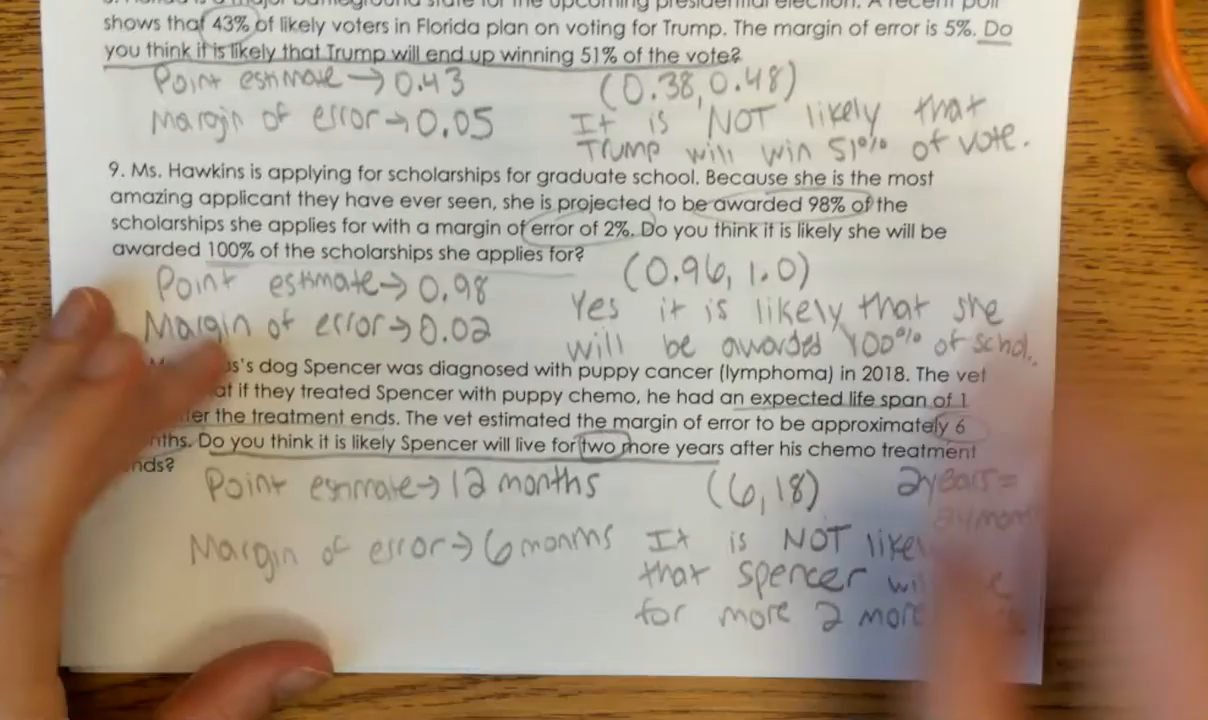 shows that 43% of likely voters in Florida plan on voting for Trump. The margin of error is 5%. Do
you think it is likely that Trump will end up winning 51% of the vote?
Point estimate → 0.43
(0.38, 0.48)
Margin of error → 0.05
It is NOT likely that
Trump will win 51% of vote.
9. Ms. Hawkins is applying for scholarships for graduate school. Because she is the most
amazing applicant they have ever seen, she is projected to be awarded 98% of the
scholarships she applies for with a margin of error of 2%. Do you think it is likely she will be
awarded 100% of the scholarships she applies for?
Point estimate → 0.98
(0.96, 1.0)
Margin of error → 0.02
Yes it is likely that she
will be awarded 100% of schol.
's dog Spencer was diagnosed with puppy cancer (lymphoma) in 2018. The vet
if they treated Spencer with puppy chemo, he had an expected life span of 1
the treatment ends. The vet estimated the margin of error to be approximately 6
Do you think it is likely Spencer will live for two more years after his chemo treatment
Point estimate → 12 months
(6, 18)
2years =
Margin of error → 6 months
It is NOT
that Spencer
for more 2 more